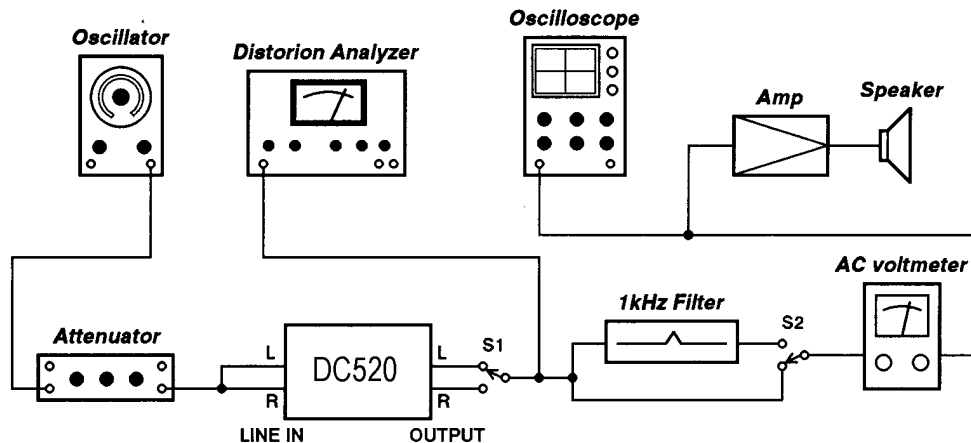 Oscillator
Distorion Analyzer
Oscilloscope
Amp
Speaker
AC voltmeter
1kHz Filter
S2
Attenuator
L
R
DC520
L
R
S1
LINE IN
OUTPUT